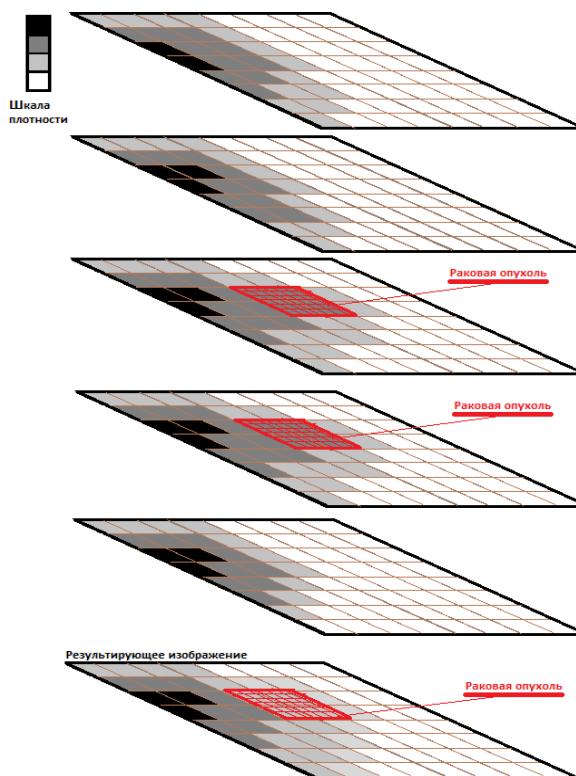 Шкала
плотности
Раковая опухоль
Раковая опухоль
Результирующее изображение
Раковая опухоль